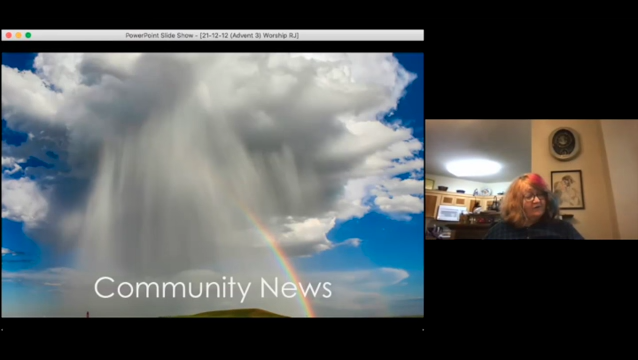 PowerPoint Slide Show - [21-12-12 (Advent 3) Worship RJ]
Community News